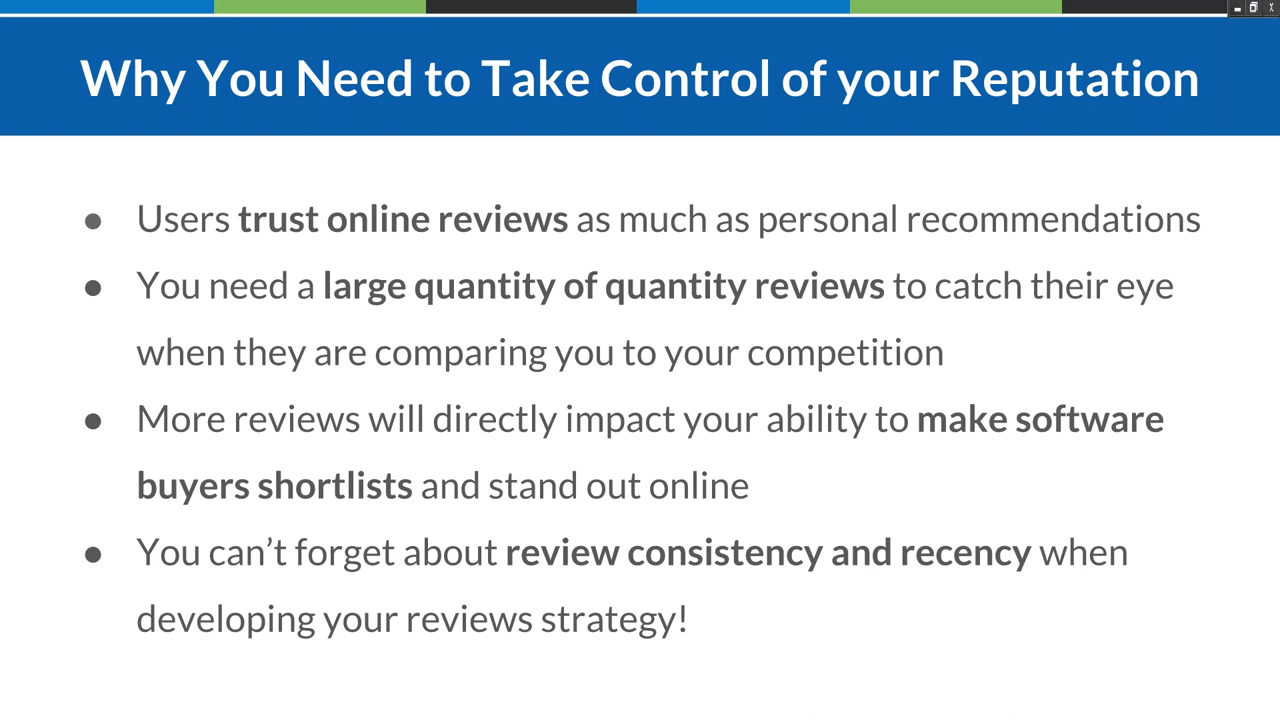 Why You Need to Take Control of your Reputation
● Users trust online reviews as much as personal recommendations
● You need a large quantity of quantity reviews to catch their eye
when they are comparing you to your competition
● More reviews will directly impact your ability to make software
buyers shortlists and stand out online
● You can’t forget about review consistency and recency when
developing your reviews strategy!